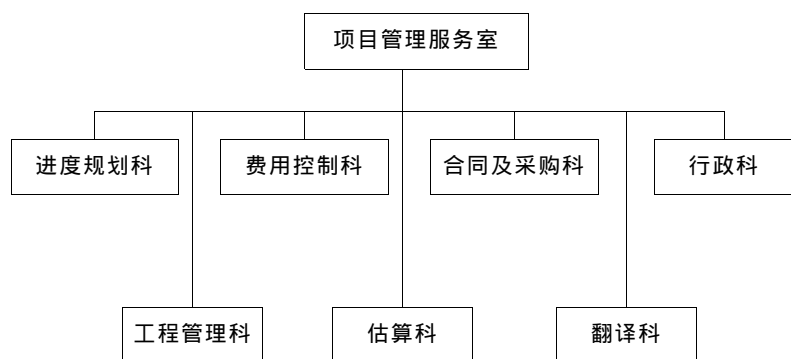 项目管理服务室
进度规划科
费用控制科
合同及采购科
行政科
工程管理科
估算科
翻译科